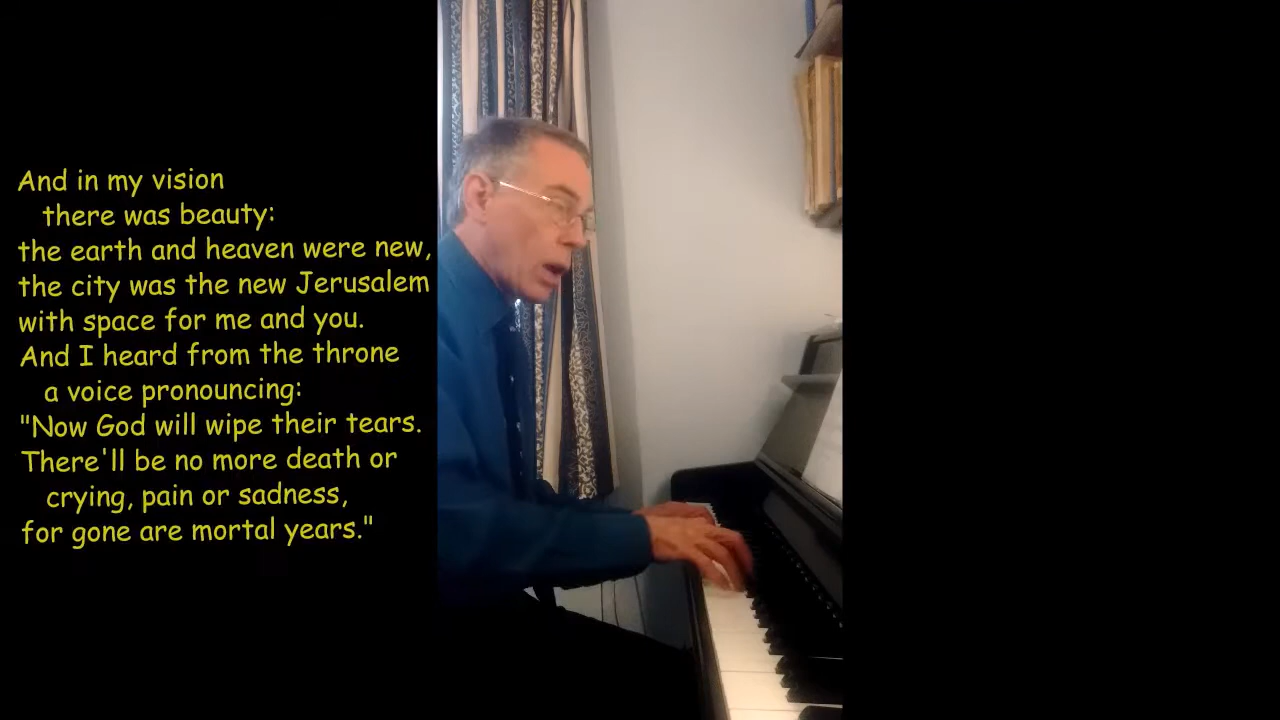 And in my vision
there was beauty:
the earth and heaven were new,
the city was the new Jerusalem
with space for me and you.
And I heard from the throne
a voice pronouncing:
"Now God will wipe their tears.
There'll be no more death or
crying, pain or sadness,
for gone are mortal years."